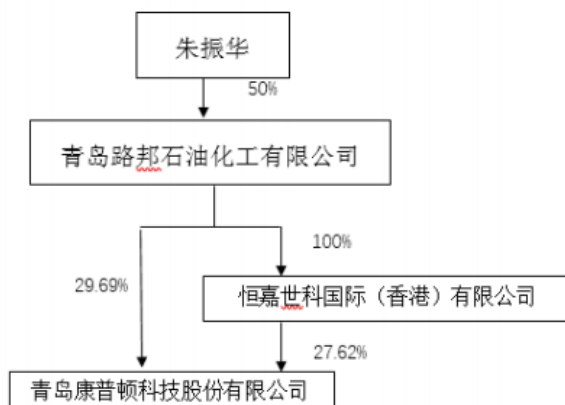 朱振华
50%
青岛路邦石油化工有限公司
100%
29.69%
恒嘉世科国际（香港）有限公司
27.62%
青岛康普顿科技股份有限公司